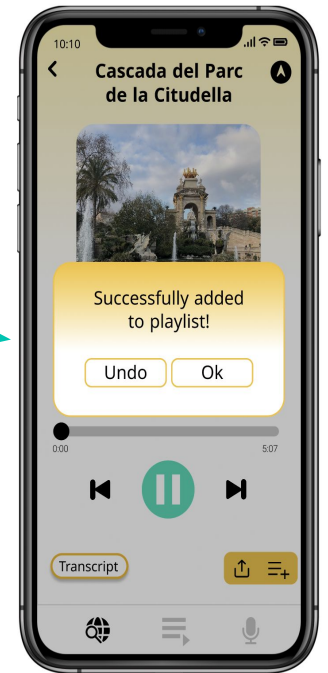 10:10
Cascada del Parc
de la Citudella
Successfully added
to playlist!
Undo Ok
0:00 5:07
Transcript